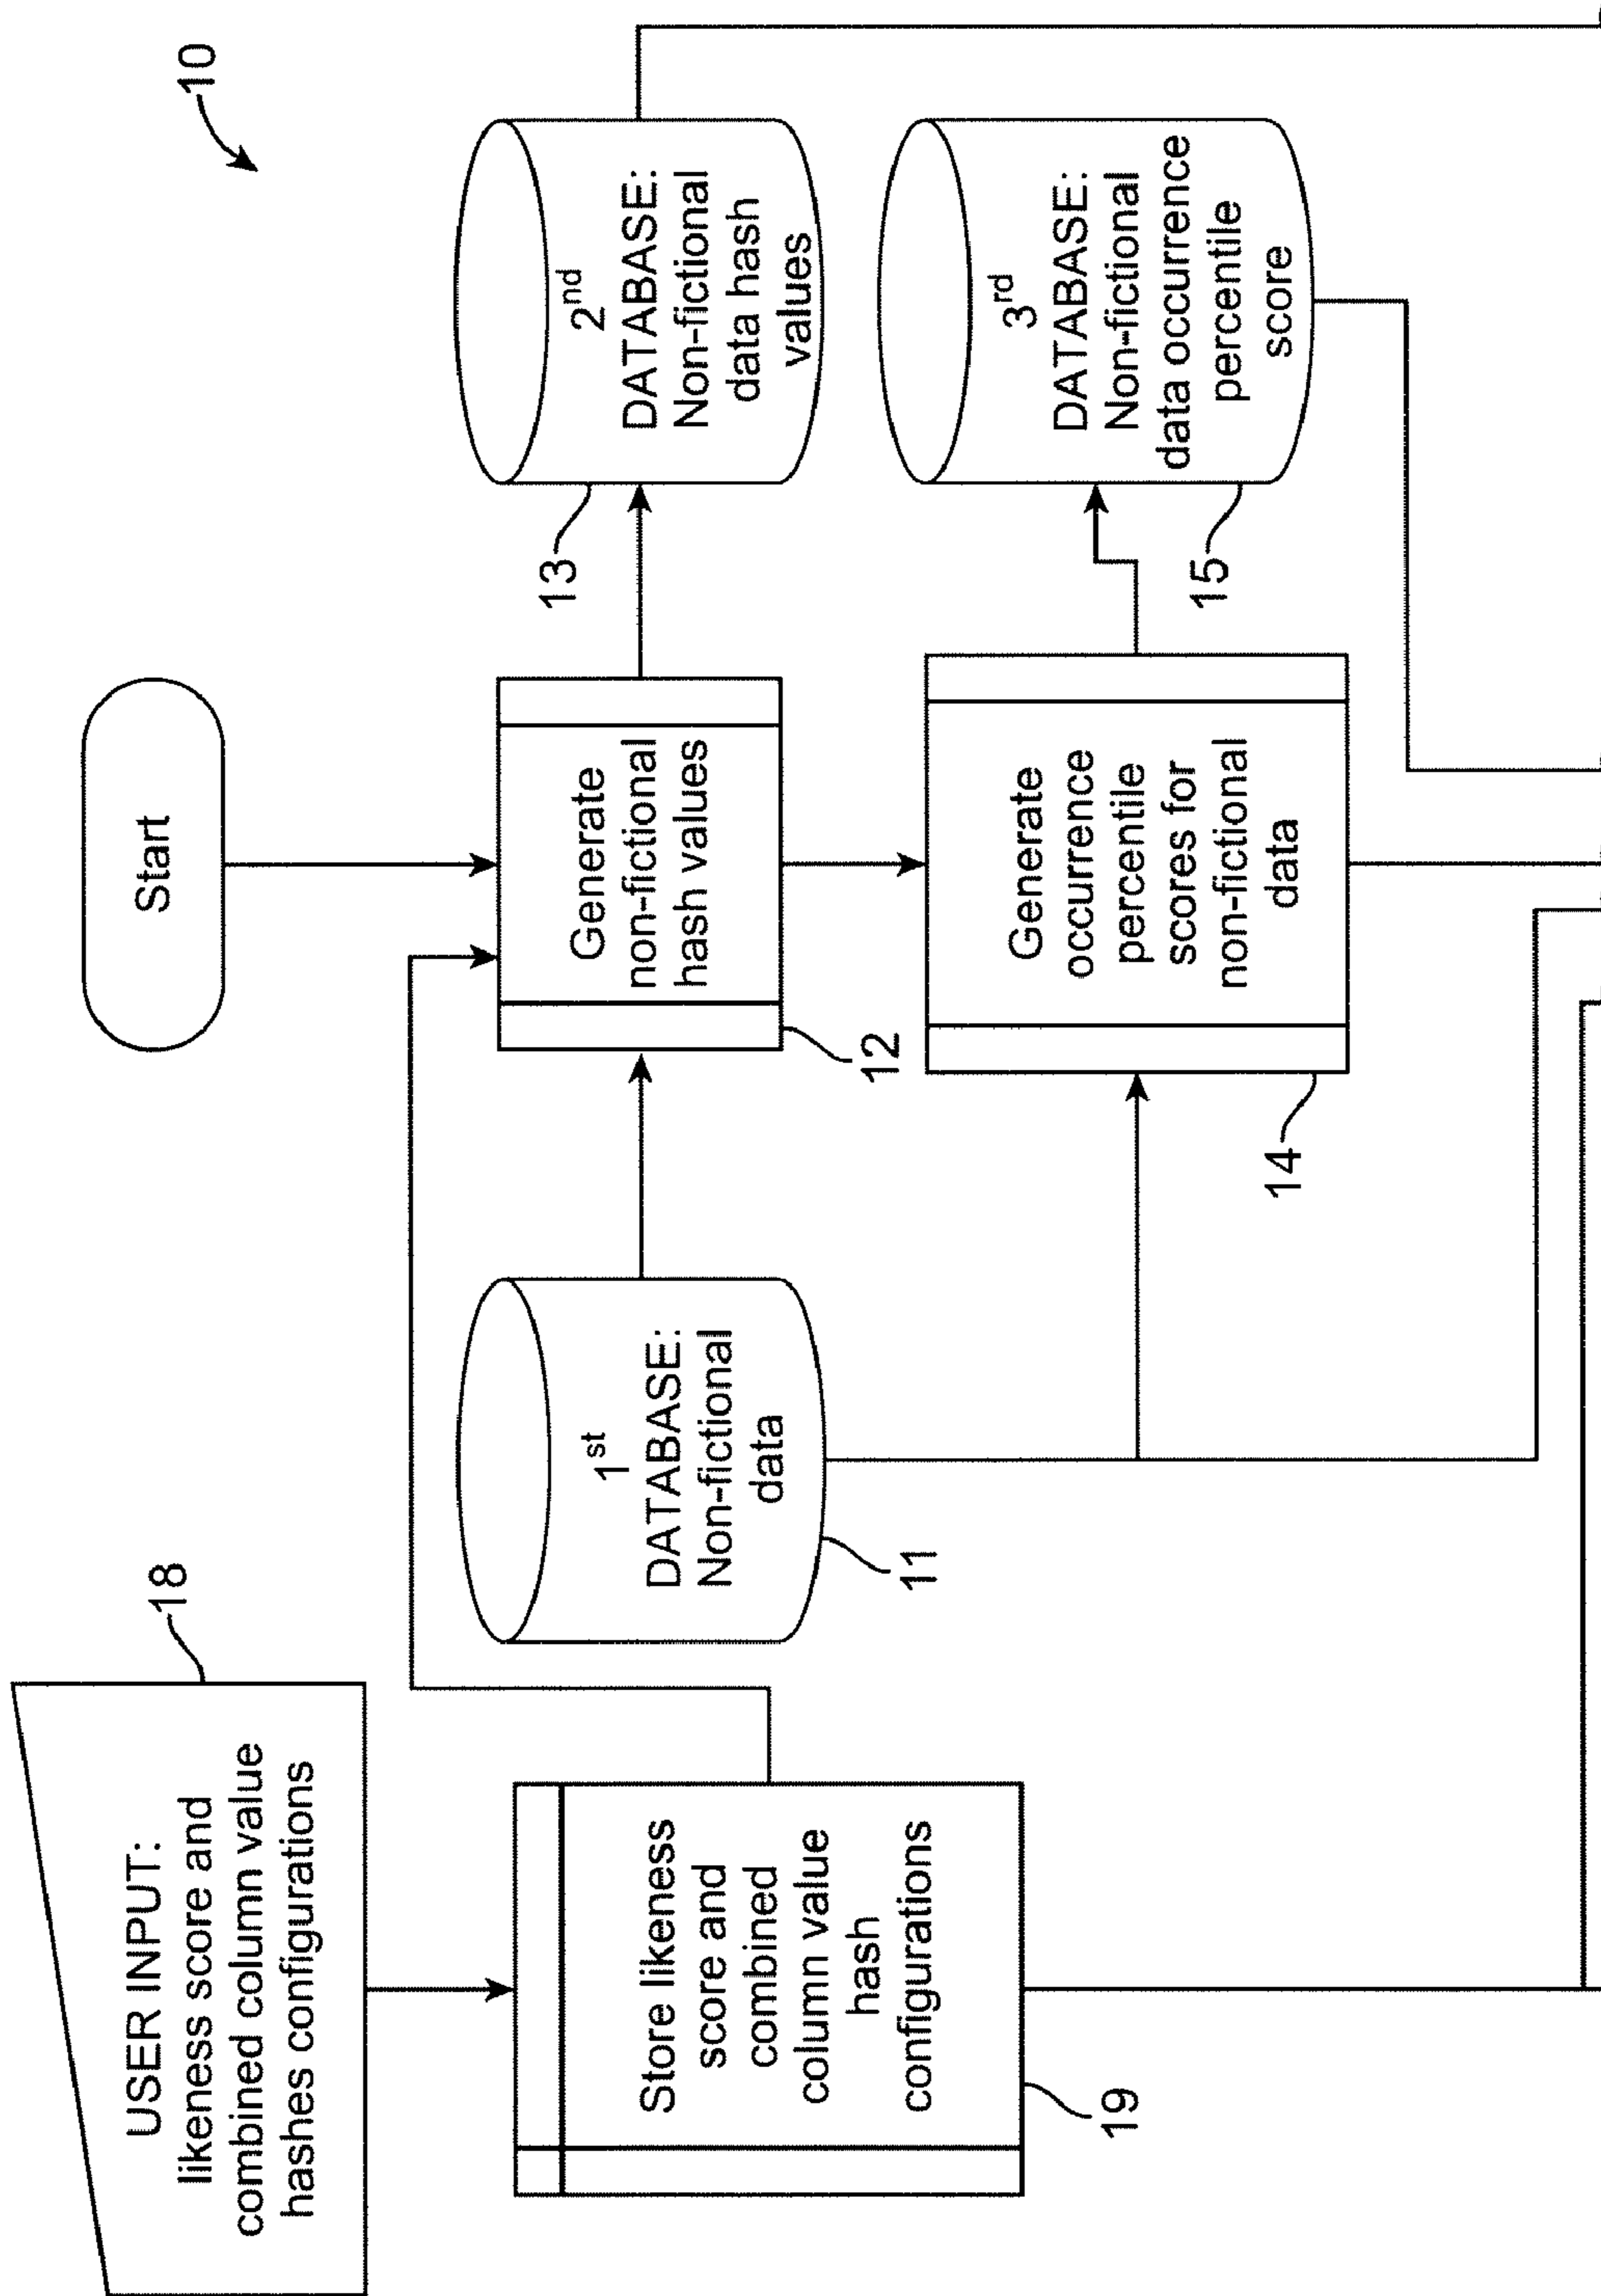 10
Start
USER INPUT:
likeness score and
combined column value
hashes configurations
18
Store likeness
score and
combined
column value
hash
configurations
19
1st
DATABASE:
Non-fictional
data
11
Generate
non-fictional
hash values
12
2nd
DATABASE:
Non-fictional
data hash
values
13
Generate
occurrence
percentile
scores for
non-fictional
data
14
3rd
DATABASE:
Non-fictional
data occurrence
percentile
score
15